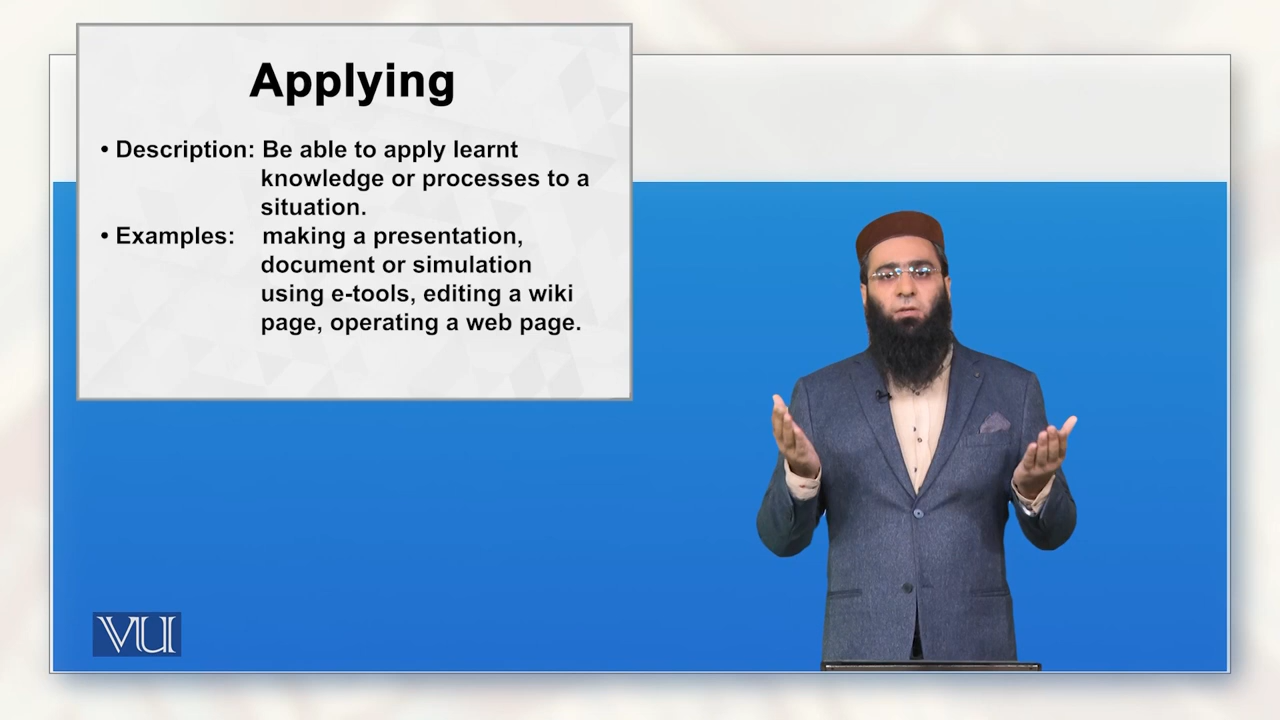 Applying
• Description: Be able to apply learnt
knowledge or processes to a
situation.
• Examples: making a presentation,
document or simulation
using e-tools, editing a wiki
page, operating a web page.
VU